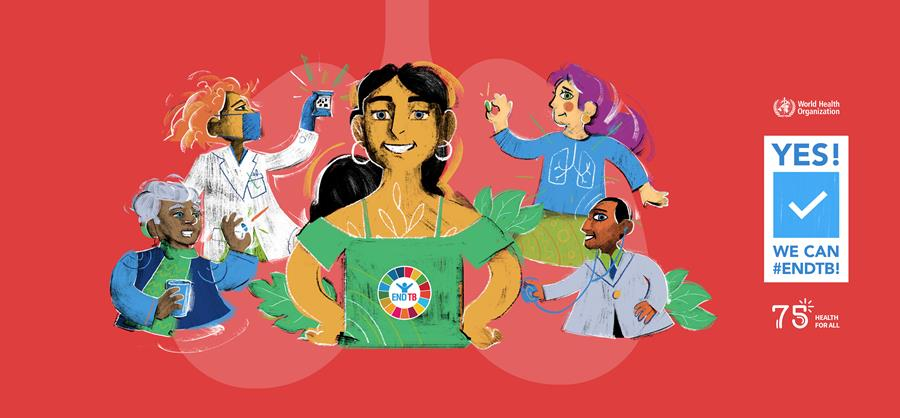 World Health
Organization
YES!
WE CAN
#ENDTB!
75
HEALTH
FOR ALL
END TB